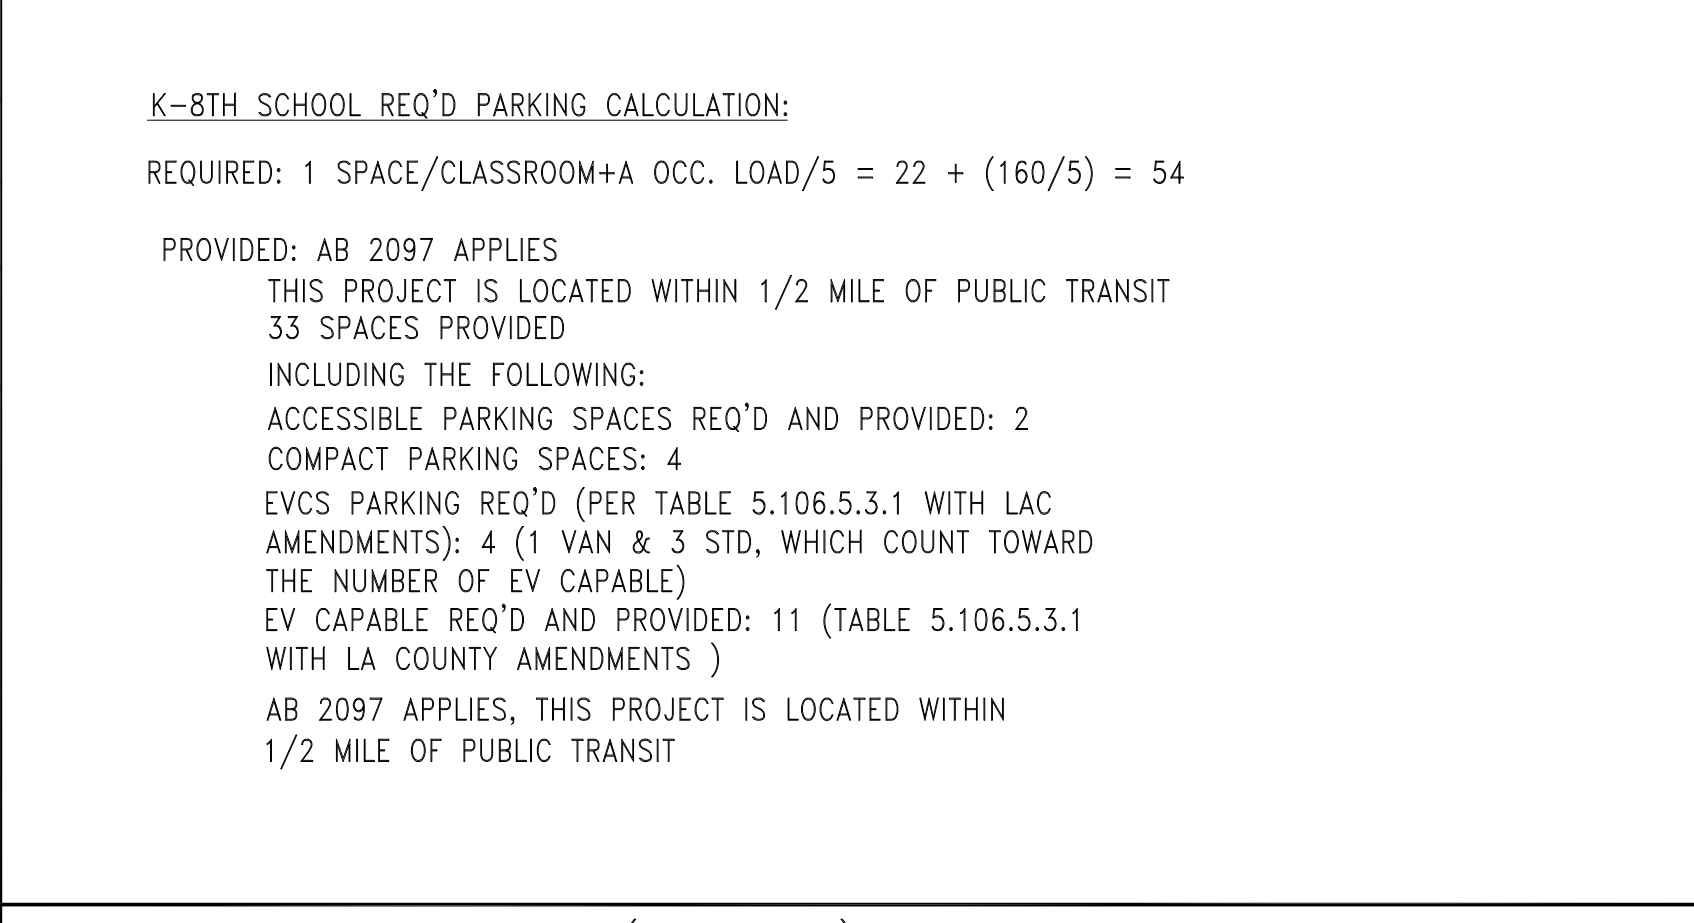 K-8TH SCHOOL REQ'D PARKING CALCULATION:
REQUIRED: 1 SPACE/CLASSROOM+A OCC. LOAD/5 = 22 + (160/5) = 54
PROVIDED: AB 2097 APPLIES
THIS PROJECT IS LOCATED WITHIN 1/2 MILE OF PUBLIC TRANSIT
33 SPACES PROVIDED
INCLUDING THE FOLLOWING:
ACCESSIBLE PARKING SPACES REQ'D AND PROVIDED: 2
COMPACT PARKING SPACES: 4
EVCS PARKING REQ'D (PER TABLE 5.106.5.3.1 WITH LAC
AMENDMENTS): 4 (1 VAN & 3 STD, WHICH COUNT TOWARD
THE NUMBER OF EV CAPABLE)
EV CAPABLE REQ'D AND PROVIDED: 11 (TABLE 5.106.5.3.1
WITH LA COUNTY AMENDMENTS )
AB 2097 APPLIES, THIS PROJECT IS LOCATED WITHIN
1/2 MILE OF PUBLIC TRANSIT